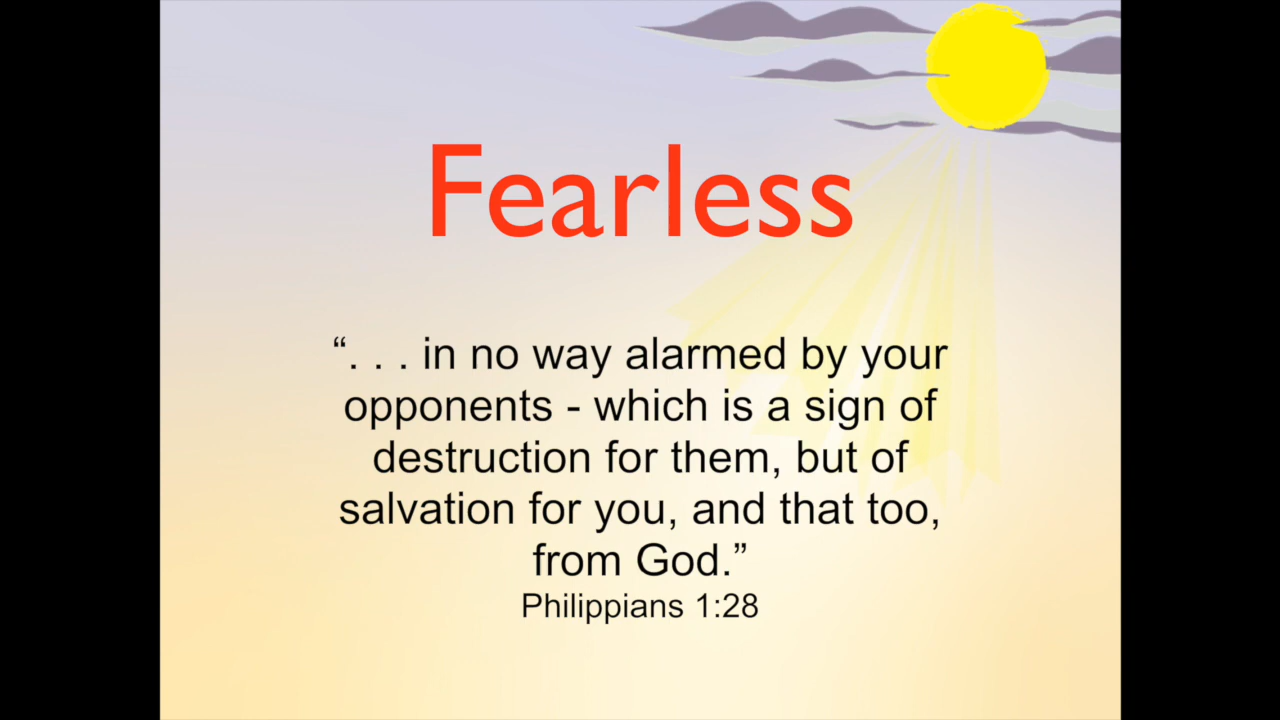 Fearless
“. . . in no way alarmed by your
opponents - which is a sign of
destruction for them, but of
salvation for you, and that too,
from God.”
Philippians 1:28